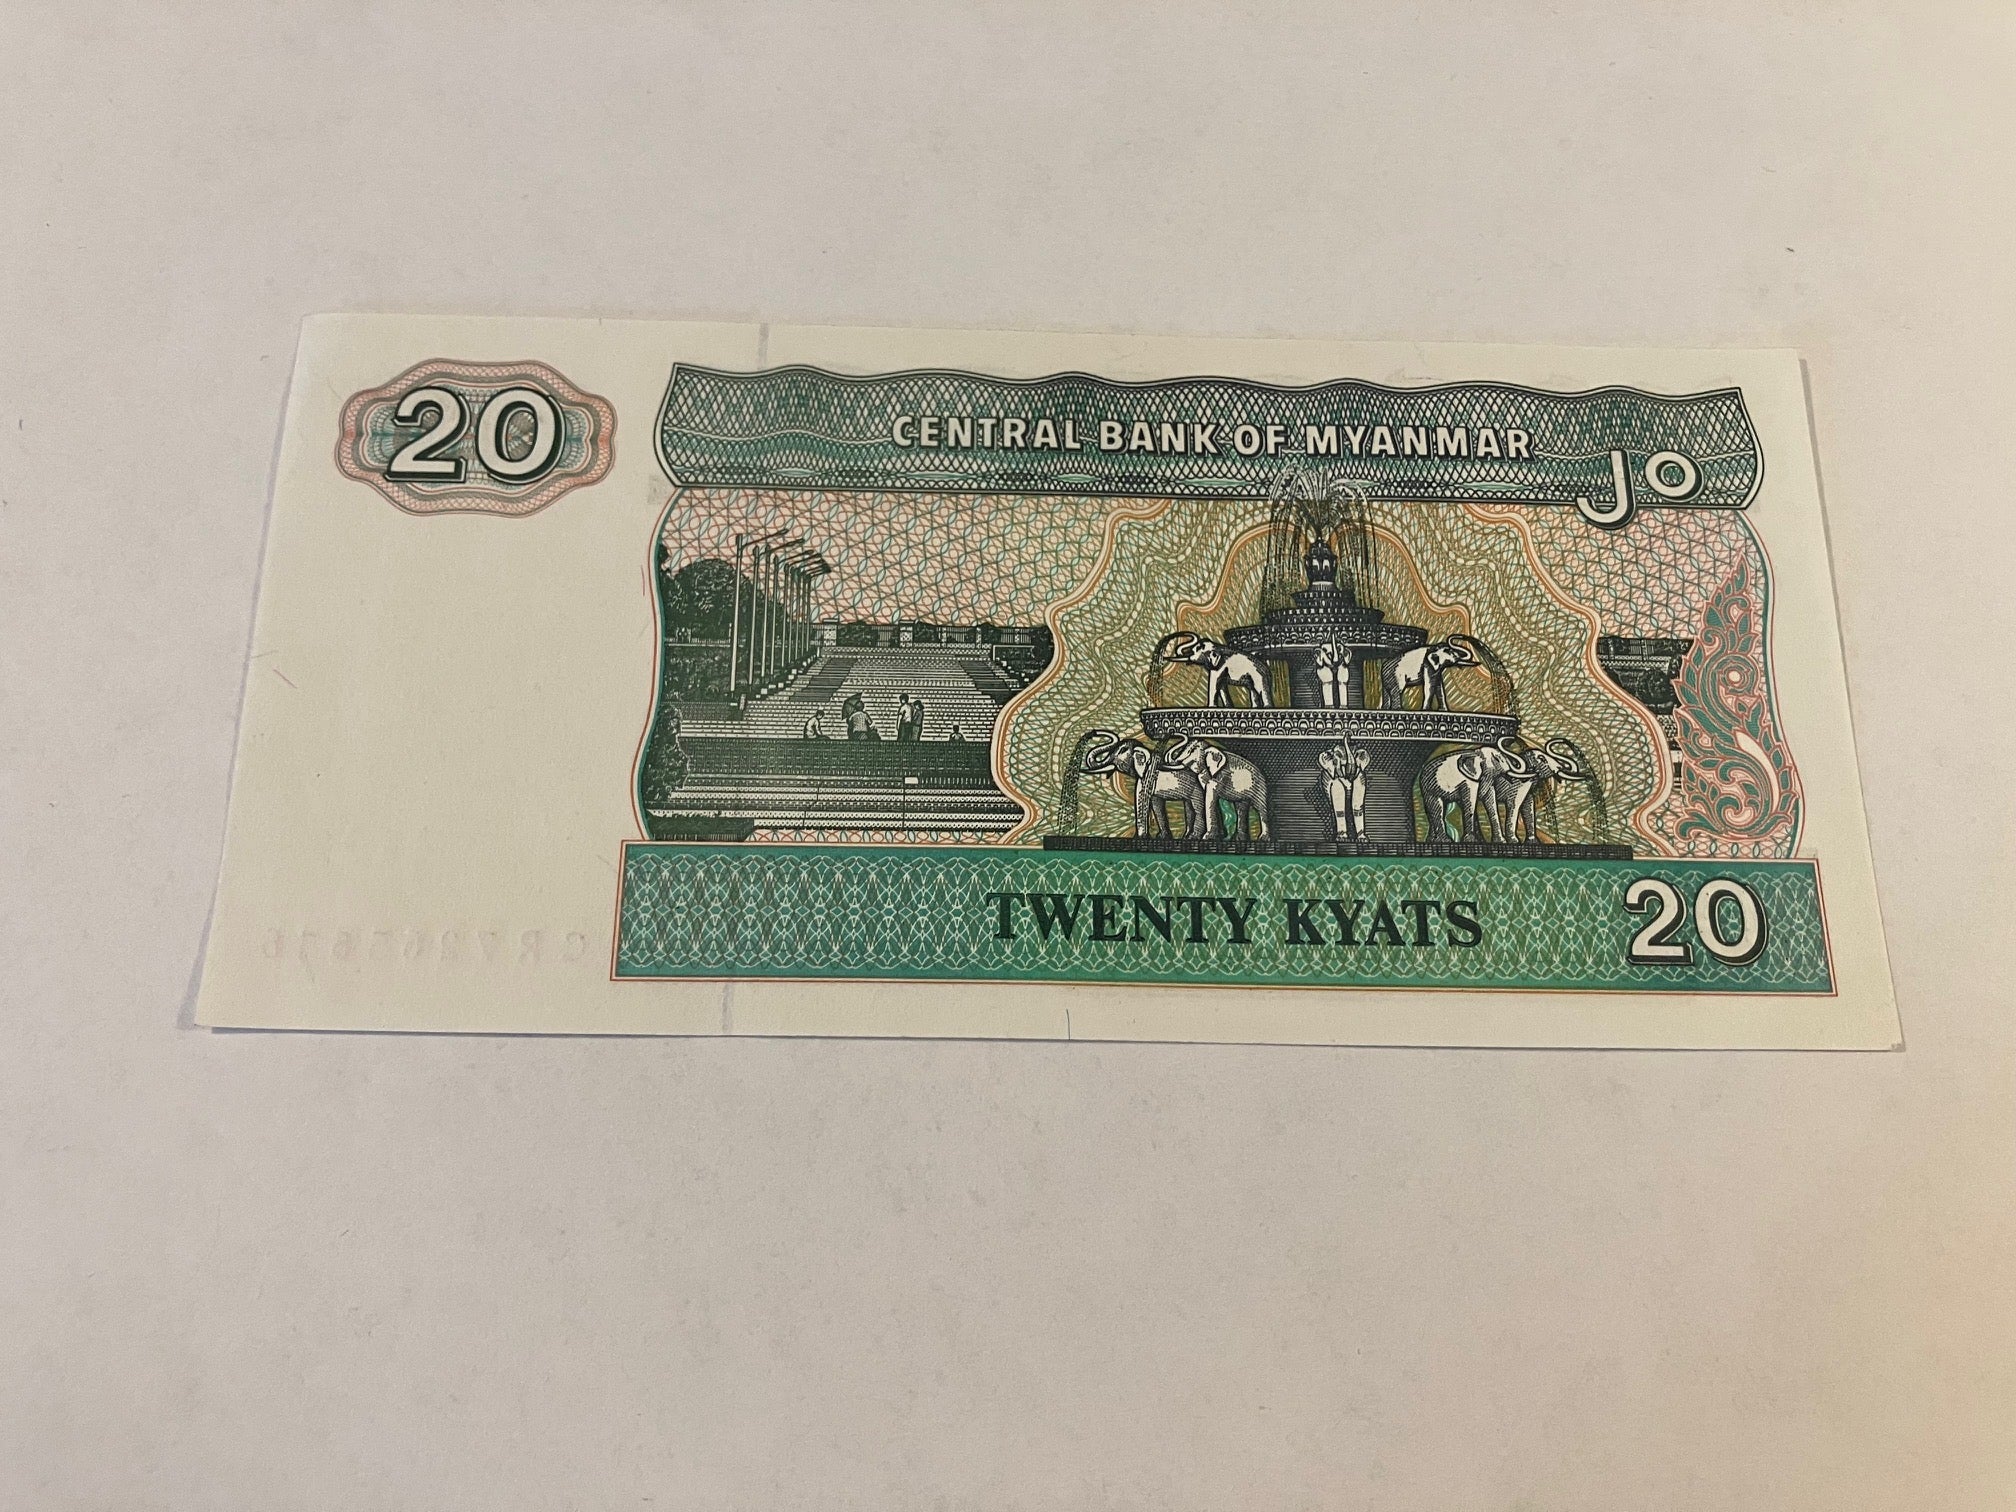 20
CENTRAL BANK OF MYANMAR
၂၀
TWENTY KYATS
20